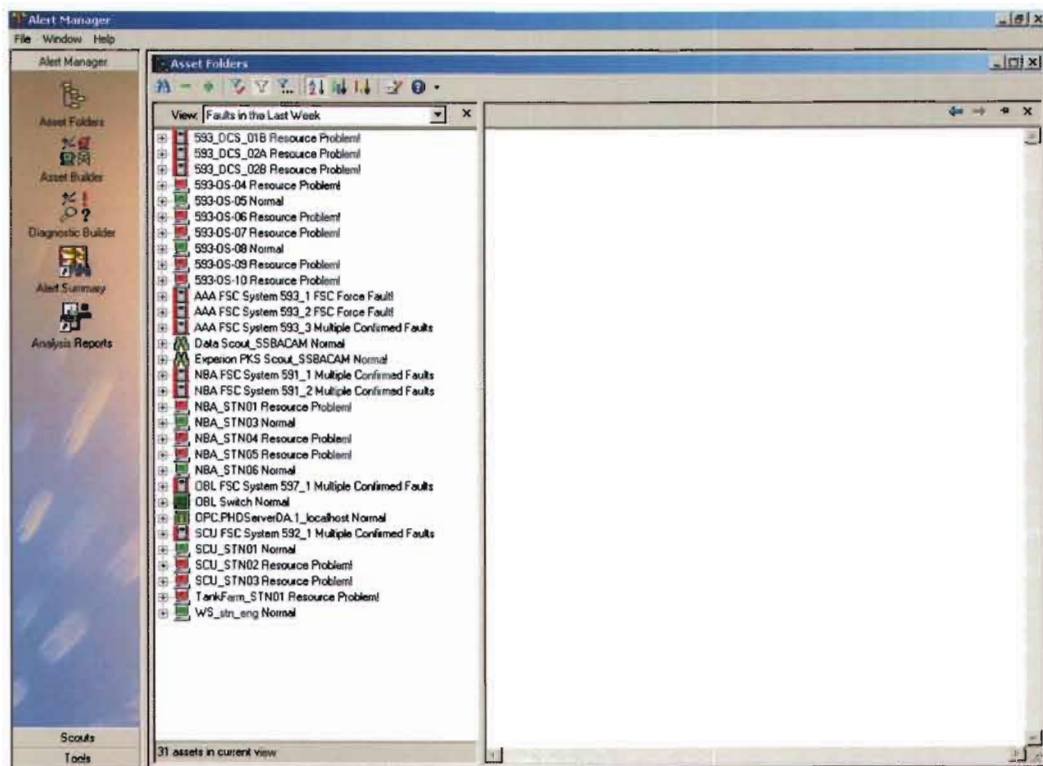 Alert Manager
File Window Help
Alert Manager
Asset Folders
Asset Builder
Diagnostic Builder
Alert Summary
Analysis Reports
Scouts
Tools
Asset Folders
View: Faults in the Last Week
593_DCS_01B Resource Problem!
593_DCS_02A Resource Problem!
593_DCS_02B Resource Problem!
593-OS-04 Resource Problem!
593-OS-05 Normal
593-OS-06 Resource Problem!
593-OS-07 Resource Problem!
593-OS-08 Normal
593-OS-09 Resource Problem!
593-OS-10 Resource Problem!
AAA FSC System 593_1 FSC Force Fault!
AAA FSC System 593_2 FSC Force Fault!
AAA FSC System 593_3 Multiple Confirmed Faults
Data Scout_SSBACAM Normal
Experion PKS Scout_SSBACAM Normal
NBA FSC System 591_1 Multiple Confirmed Faults
NBA FSC System 591_2 Multiple Confirmed Faults
NBA_STN01 Resource Problem!
NBA_STN03 Normal
NBA_STN04 Resource Problem!
NBA_STN05 Resource Problem!
NBA_STN06 Normal
OBL FSC System 597_1 Multiple Confirmed Faults
OBL Switch Normal
OPC.PHDServerDA.1_localhost Normal
SCU FSC System 592_1 Multiple Confirmed Faults
SCU_STN01 Normal
SCU_STN02 Resource Problem!
SCU_STN03 Resource Problem!
TankFarm_STN01 Resource Problem!
WS_stn_eng Normal
31 assets in current view